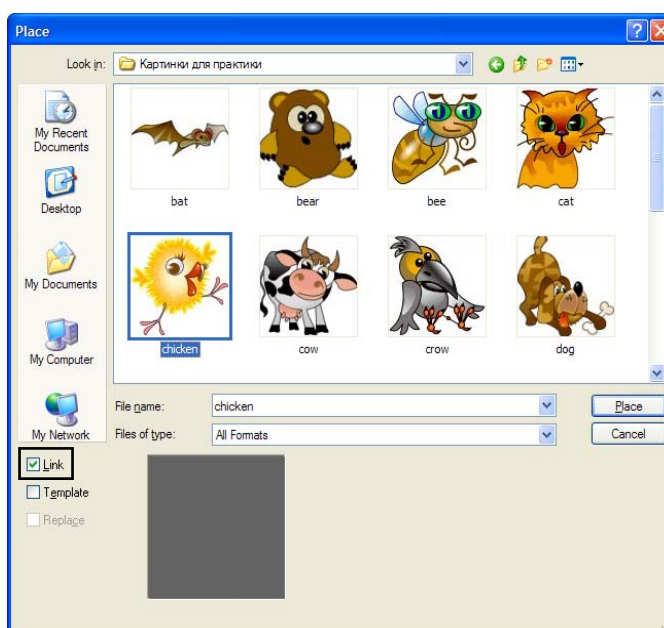 Place
Look in: Картинки для практики
My Recent
Documents
Desktop
My Documents
My Computer
My Network
bat
bear
bee
cat
chicken
cow
crow
dog
File name: chicken
Place
Files of type: All Formats
Cancel
Link
Template
Replace